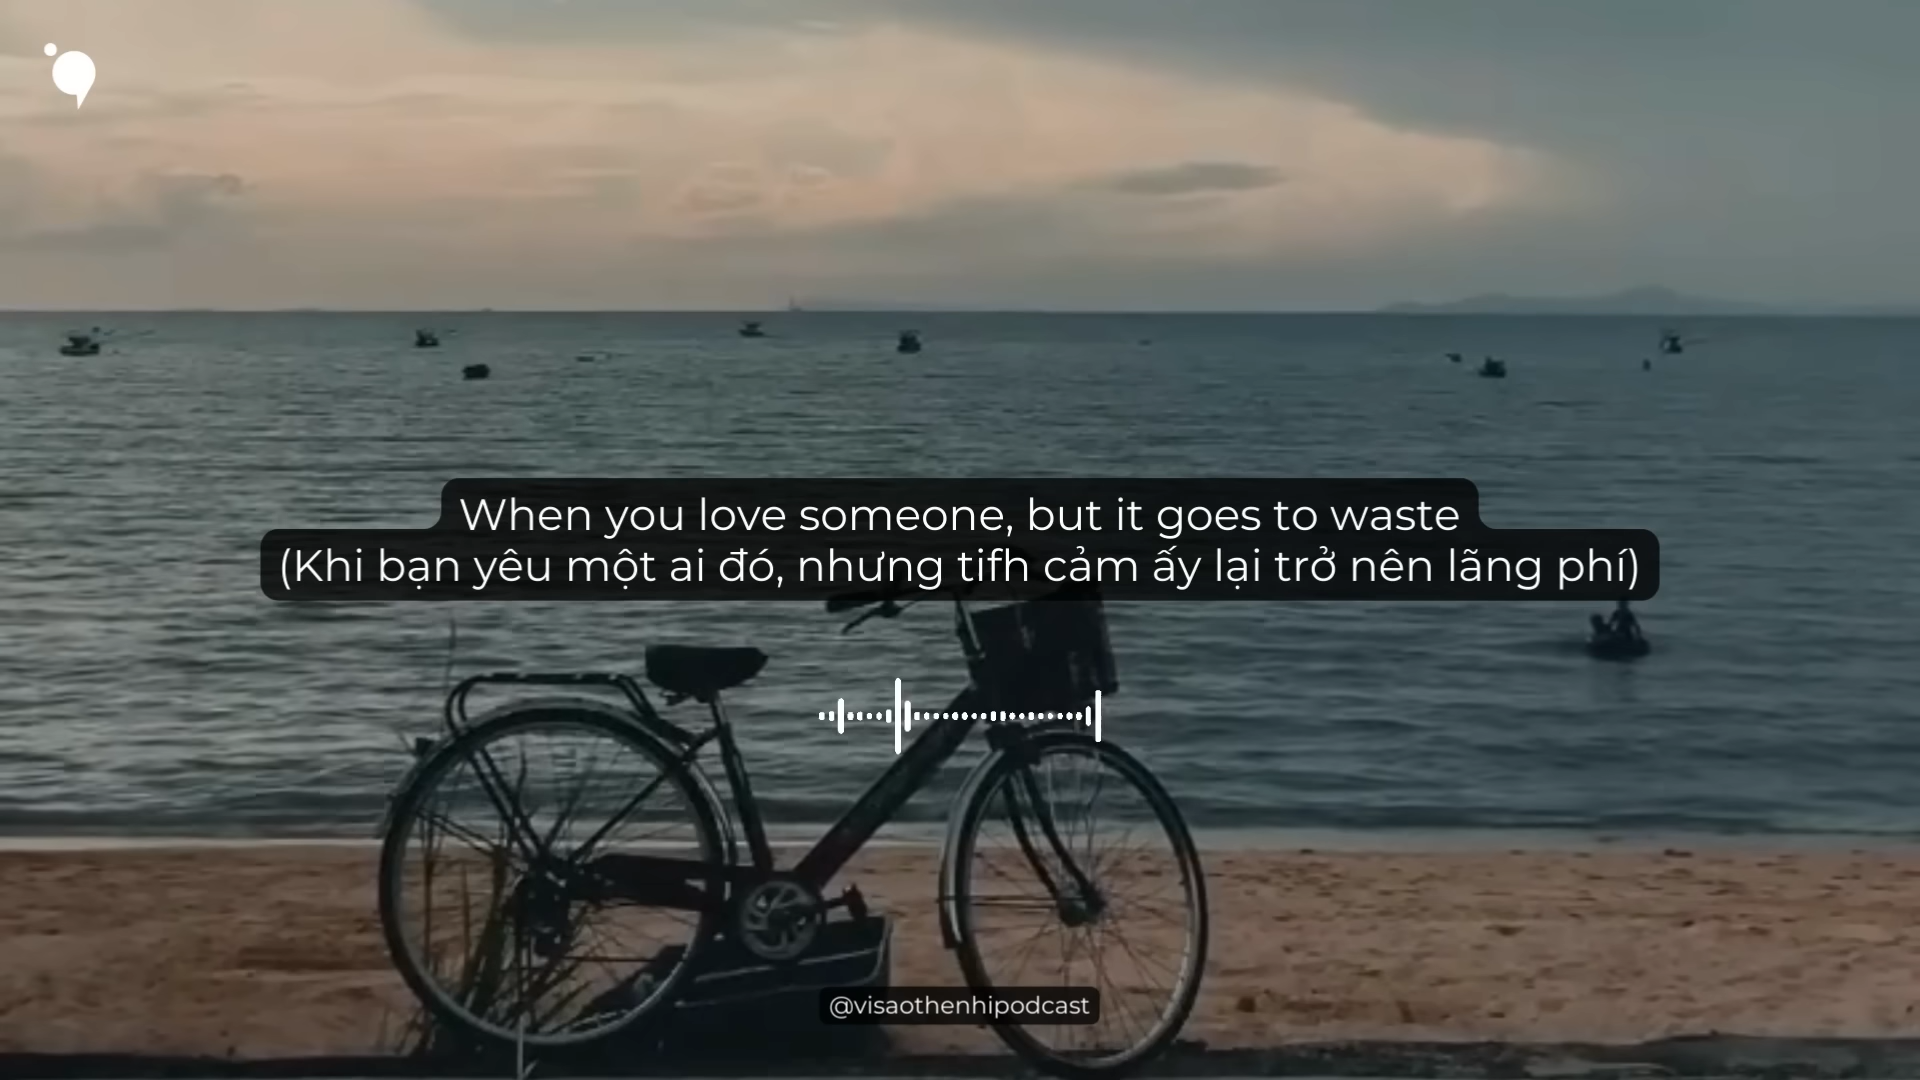 When you love someone, but it goes to waste
(Khi bạn yêu một ai đó, nhưng tifh cảm ấy lại trở nên lãng phí)
@visaothenhipodcast